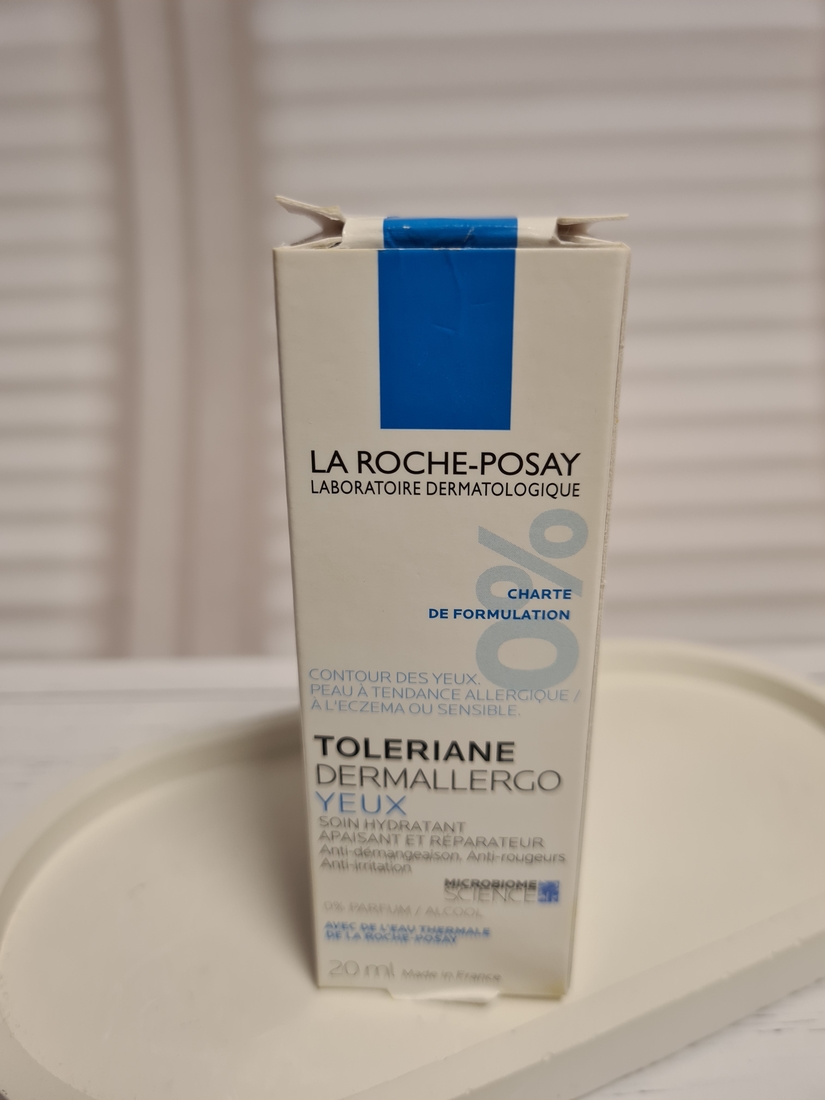 LA ROCHE-POSAY
LABORATOIRE DERMATOLOGIQUE
0%
CHARTE
DE FORMULATION
CONTOUR DES YEUX.
PEAU À TENDANCE ALLERGIQUE /
À L'ECZEMA OU SENSIBLE.
TOLERIANE
DERMALLERGO
YEUX
SOIN HYDRATANT
APAISANT ET RÉPARATEUR
Anti-démangeaison, Anti-rougeurs
Anti-irritation
MICROBIOME
SCIENCE
0% PARFUM / ALCOOL
AVEC DE L'EAU THERMALE
DE LA ROCHE-POSAY
20 ml Made in France